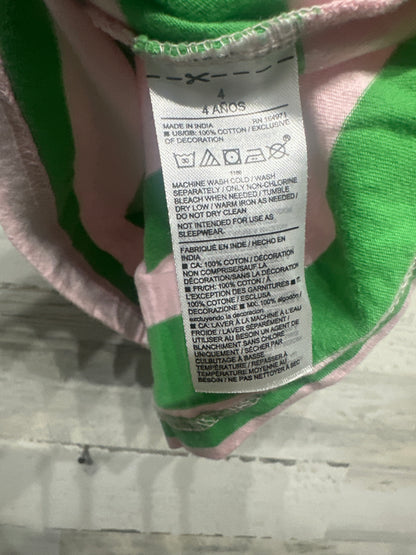 4
4 AÑOS
MADE IN INDIA RN 164971
■ US/GB: 100% COTTON / EXCLUSIVE
OF DECORATION
1186
MACHINE WASH COLD / WASH
SEPARATELY / ONLY NON-CHLORINE
BLEACH WHEN NEEDED / TUMBLE
DRY LOW / WARM IRON AS NEEDED /
DO NOT DRY CLEAN
NOT INTENDED FOR USE AS
SLEEPWEAR.
FABRIQUÉ EN INDE / HECHO EN
INDIA
■ CA: 100% COTON / DÉCORATION
NON COMPRISE/SAUF LA
DÉCORATION/SANS LA DÉCORATION
■ FR/CH: 100% COTON / À
L'EXCEPTION DES GARNITURES ■ IT:
100% COTONE / ESCLUSA
DECORAZIONE ■ MX: 100% algodón/
excluyendo de la decoración
■ CA: LAVER À LA MACHINE À L'EAU
FROIDE / LAVER SÉPARÉMENT /
UTILISER AU BESOIN UN AGENT DE
BLANCHIMENT SANS CHLORE
UNIQUEMENT / SÉCHER PAR
CULBUTAGE À BASSE
TEMPÉRATURE / REPASSER À
TEMPÉRATURE MOYENNE AU
BESOIN / NE PAS NETTOYER À SEC